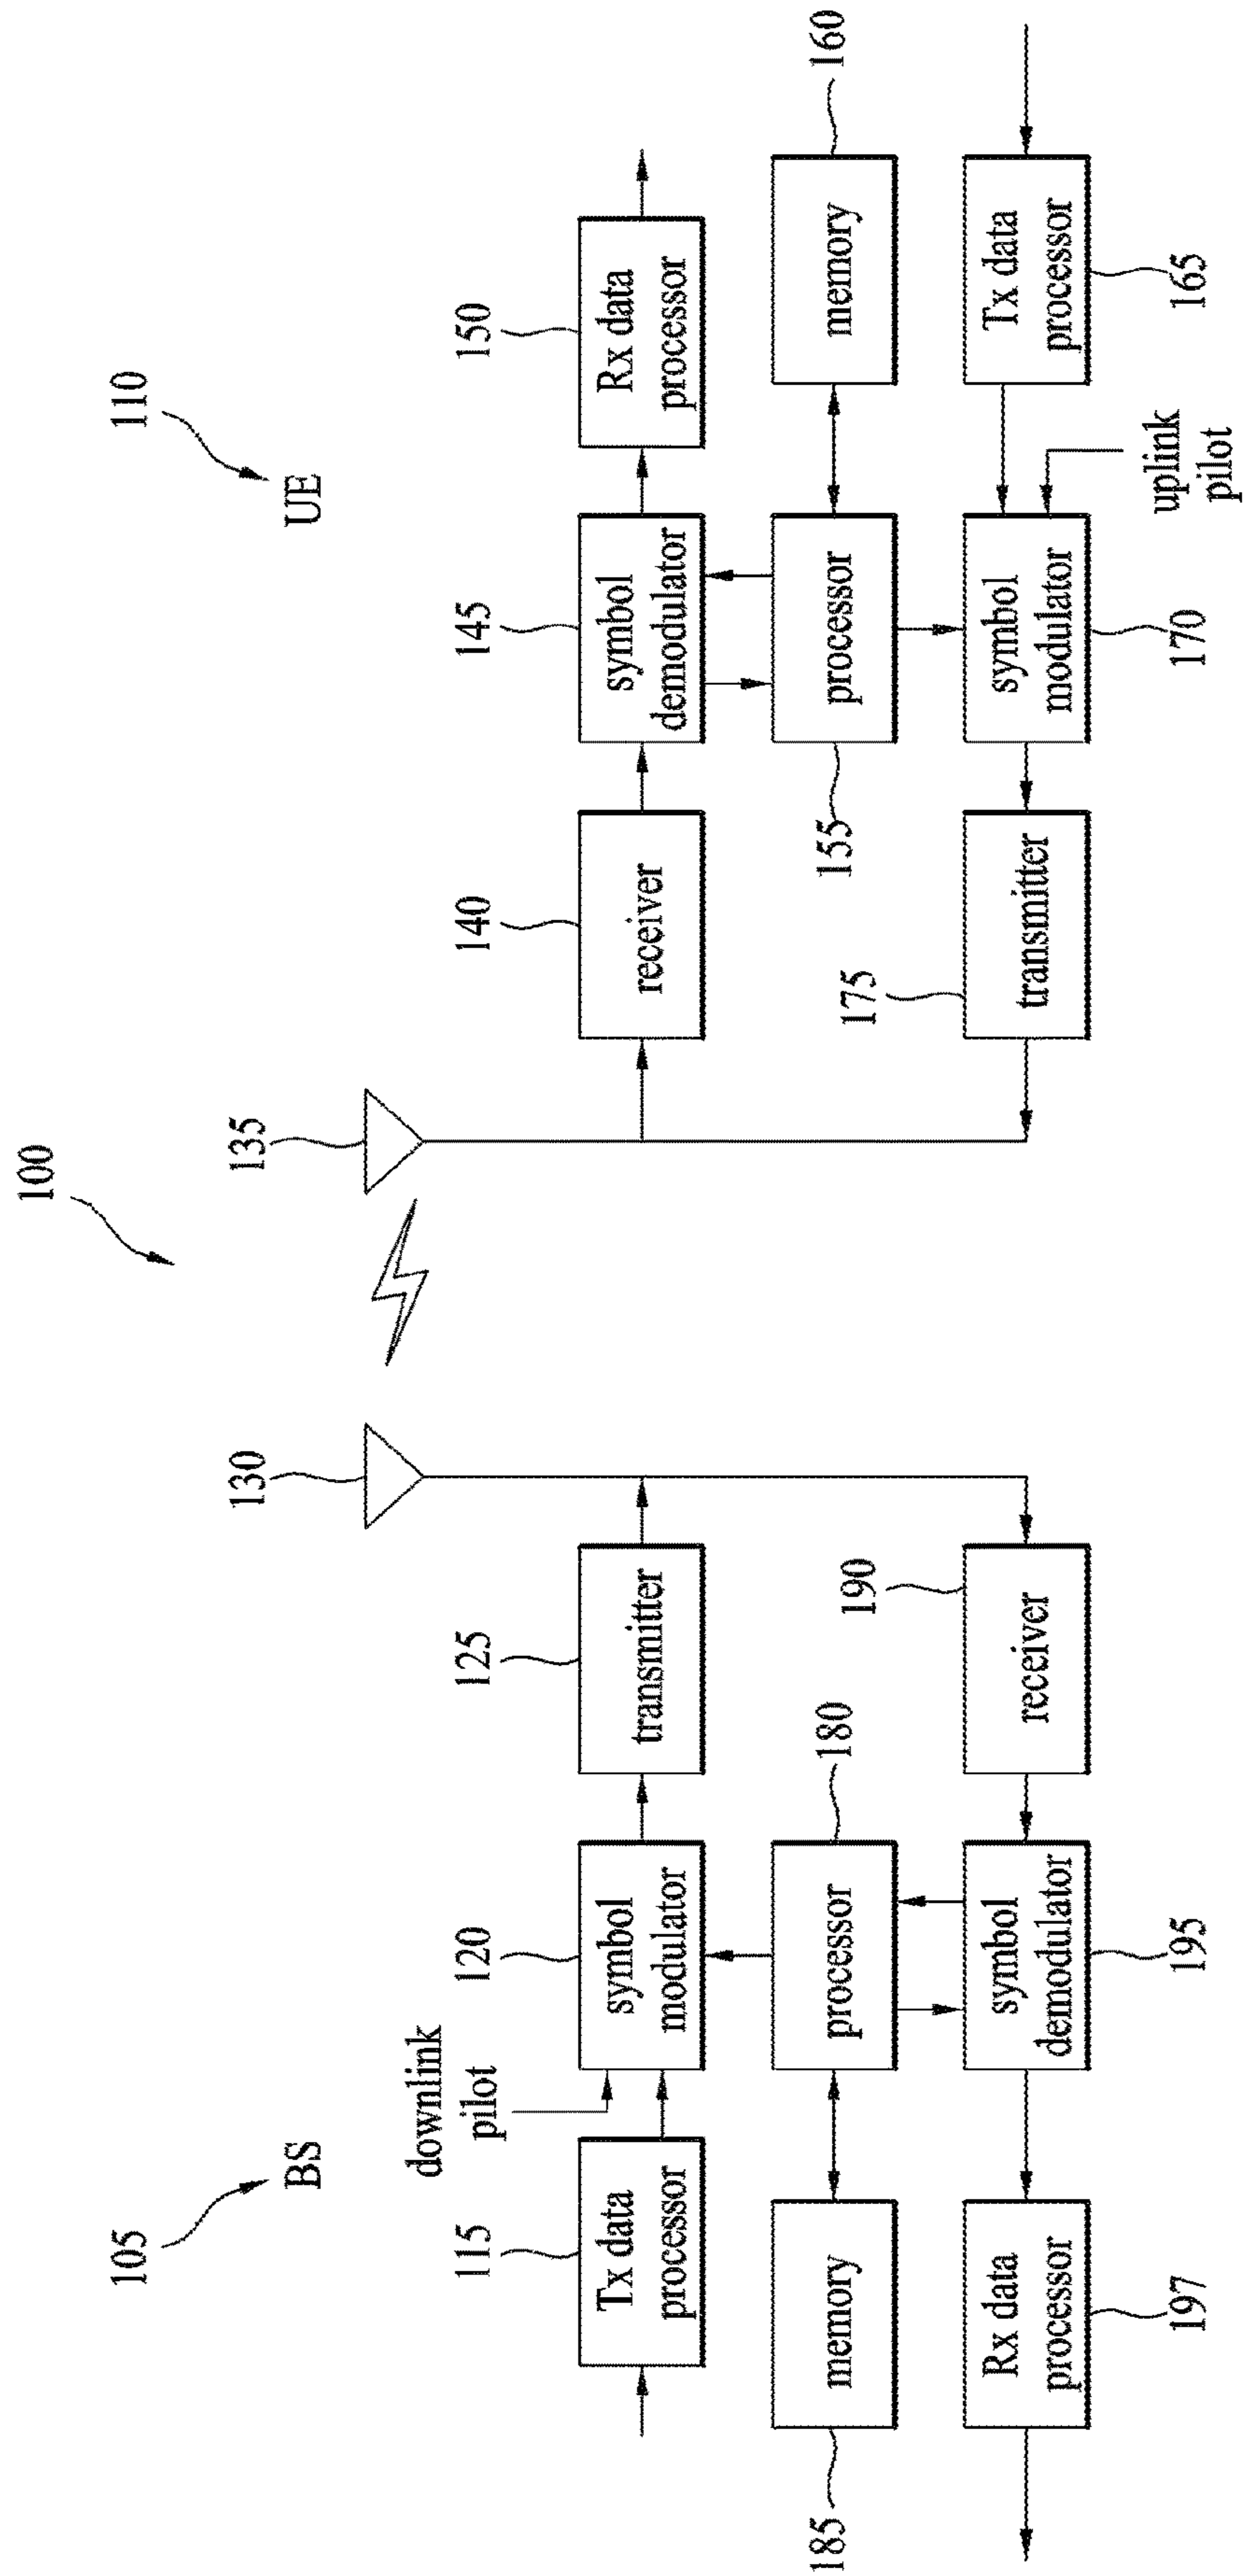 100
105
BS
110
UE
115
Tx data
processor
downlink
pilot
120
symbol
modulator
125
transmitter
130
135
140
receiver
145
symbol
demodulator
150
Rx data
processor
185
memory
processor
180
155
processor
memory
160
Rx data
processor
197
symbol
demodulator
195
190
receiver
175
transmitter
symbol
modulator
170
uplink
pilot
Tx data
processor
165